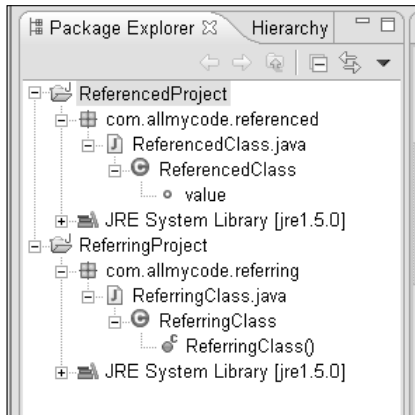 Package Explorer Hierarchy
ReferencedProject
com.allmycode.referenced
ReferencedClass.java
ReferencedClass
value
JRE System Library [jre1.5.0]
ReferringProject
com.allmycode.referring
ReferringClass.java
ReferringClass
ReferringClass()
JRE System Library [jre1.5.0]